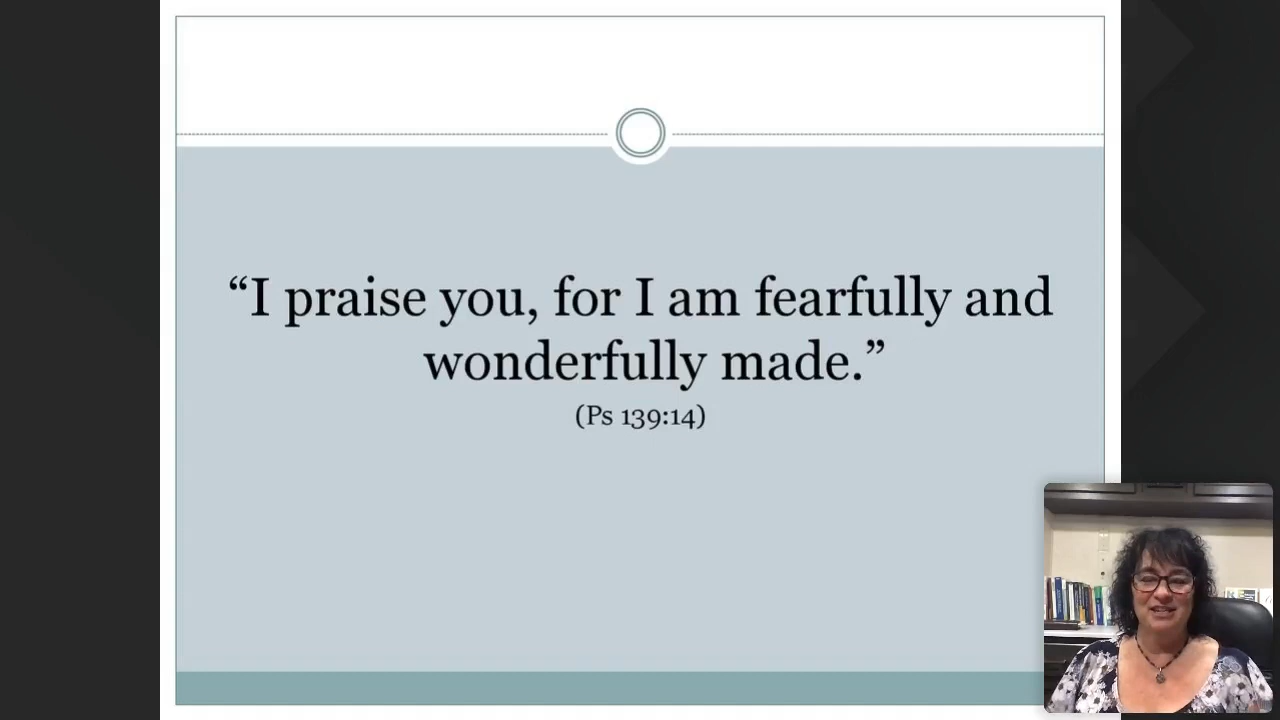 “I praise you, for I am fearfully and
wonderfully made.”
(Ps 139:14)